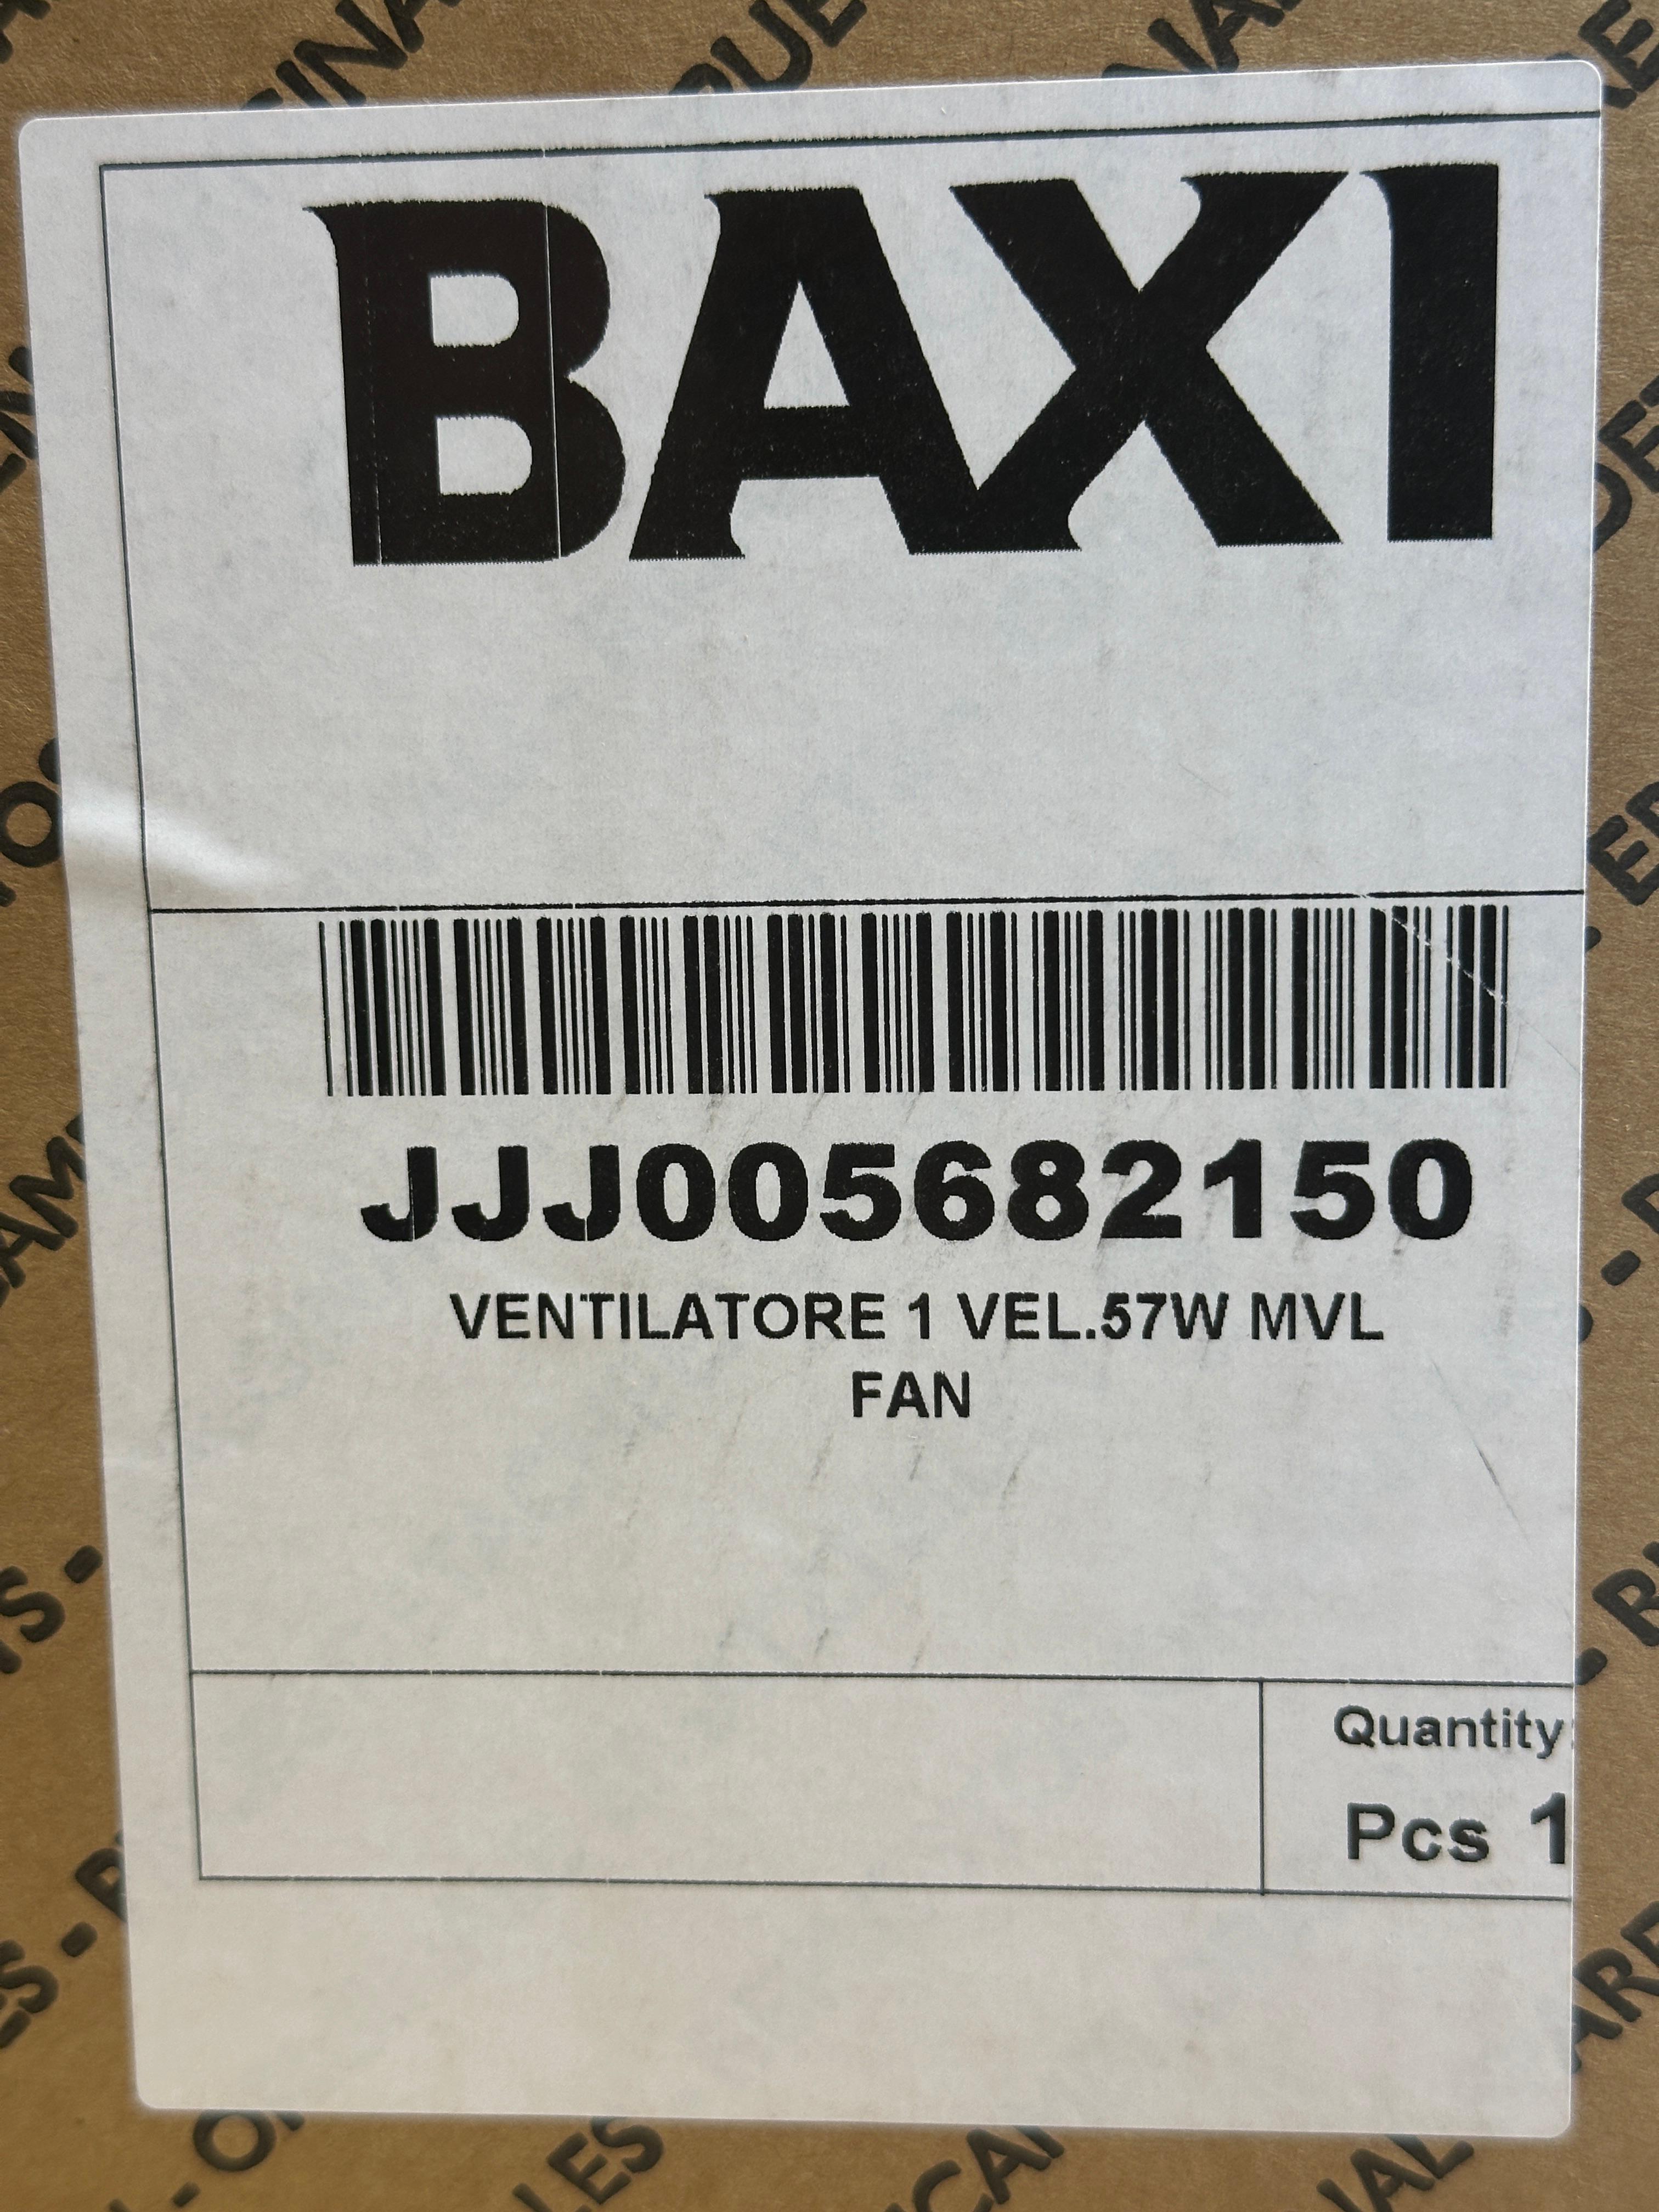 BAXI
JJJ005682150
VENTILATORE 1 VEL.57W MVL
FAN
Quantity:
Pcs 1